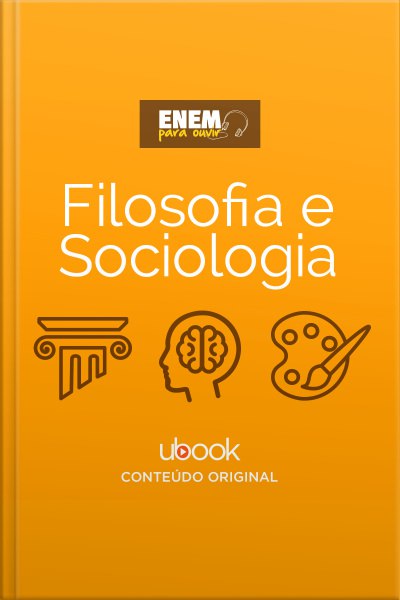 ENEM
para ouvir
Filosofia e
Sociologia
ubook
CONTEÚDO ORIGINAL